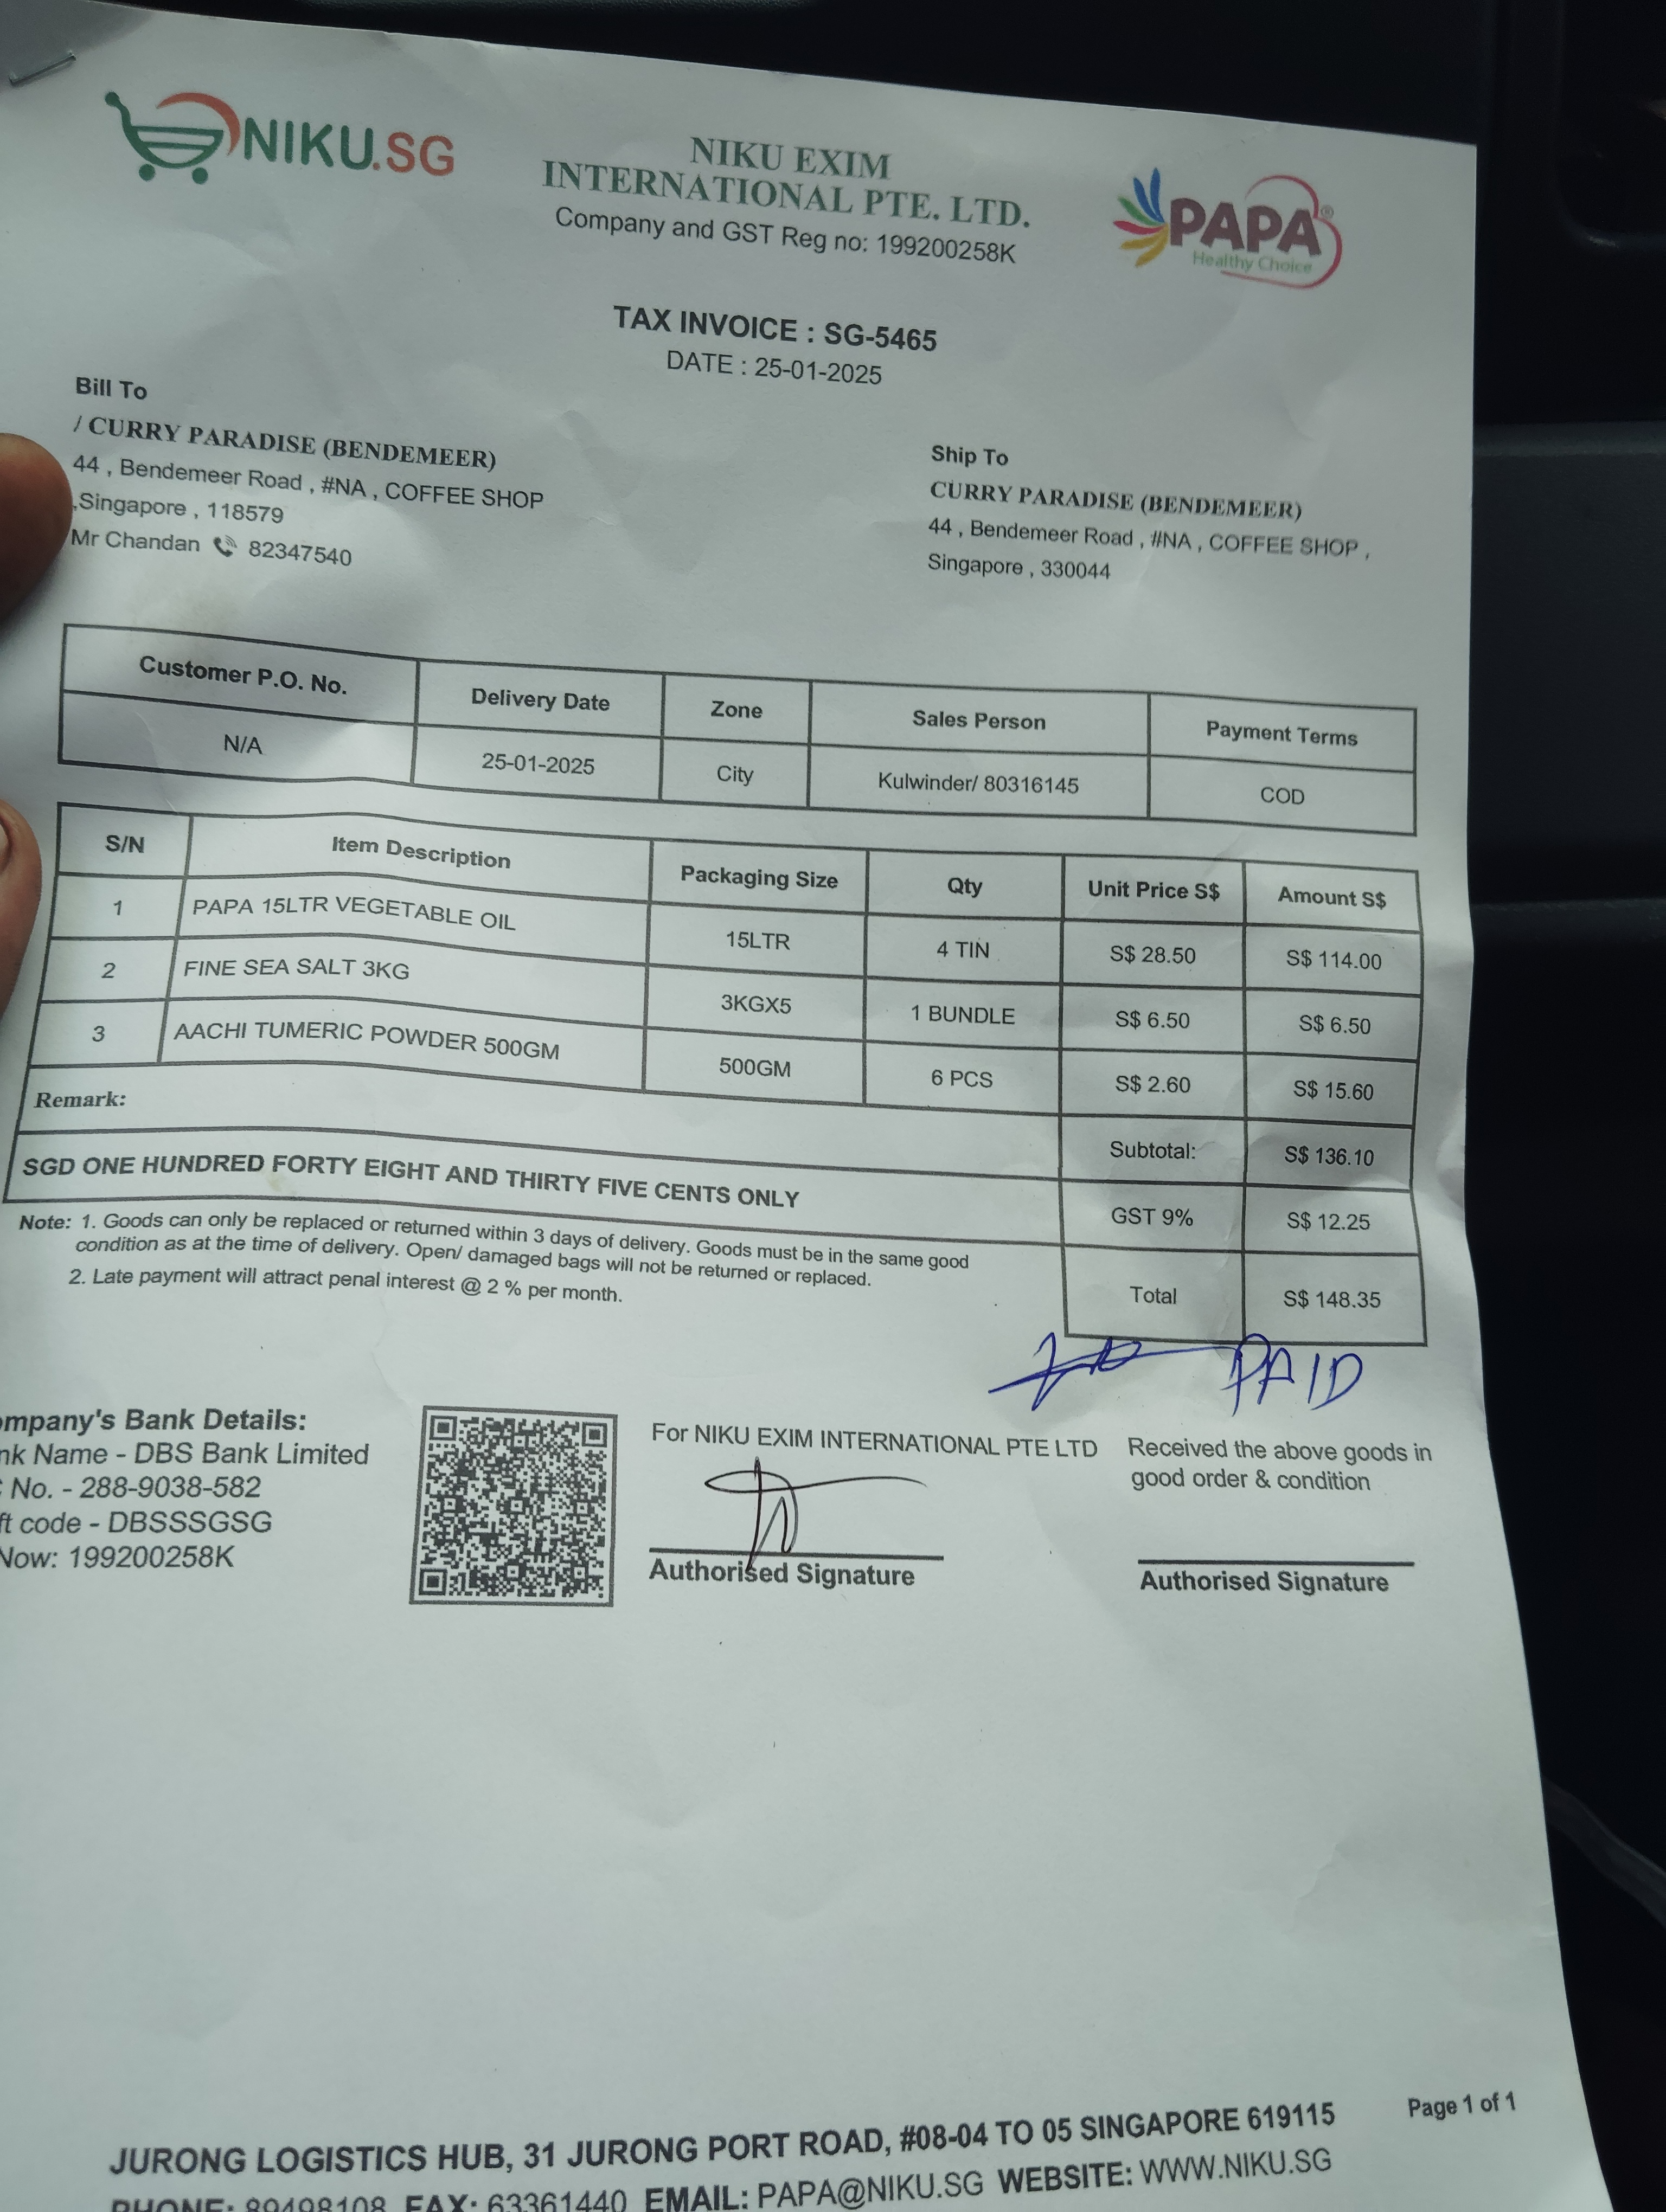 NIKU.SG
NIKU EXIM
INTERNATIONAL PTE. LTD.
Company and GST Reg no: 199200258K
PAPA®
Healthy Choice
TAX INVOICE : SG-5465
DATE : 25-01-2025
Bill To
/ CURRY PARADISE (BENDEMEER)
44 , Bendemeer Road , #NA , COFFEE SHOP
,Singapore , 118579
Mr Chandan 82347540
Ship To
CURRY PARADISE (BENDEMEER)
44 , Bendemeer Road , #NA , COFFEE SHOP ,
Singapore , 330044
Customer P.O. No. Delivery Date Zone Sales Person Payment Terms
N/A 25-01-2025 City Kulwinder/ 80316145 COD
S/N Item Description Packaging Size Qty Unit Price S$ Amount S$
1 PAPA 15LTR VEGETABLE OIL 15LTR 4 TIN S$ 28.50 S$ 114.00
2 FINE SEA SALT 3KG 3KGX5 1 BUNDLE S$ 6.50 S$ 6.50
3 AACHI TUMERIC POWDER 500GM 500GM 6 PCS S$ 2.60 S$ 15.60
Remark:
Subtotal: S$ 136.10
SGD ONE HUNDRED FORTY EIGHT AND THIRTY FIVE CENTS ONLY
GST 9% S$ 12.25
Total S$ 148.35
Note: 1. Goods can only be replaced or returned within 3 days of delivery. Goods must be in the same good
condition as at the time of delivery. Open/ damaged bags will not be returned or replaced.
2. Late payment will attract penal interest @ 2 % per month.
PAID
ompany's Bank Details:
nk Name - DBS Bank Limited
No. - 288-9038-582
ft code - DBSSSGSG
Now: 199200258K
For NIKU EXIM INTERNATIONAL PTE LTD
Authorised Signature
Received the above goods in
good order & condition
Authorised Signature
Page 1 of 1
JURONG LOGISTICS HUB, 31 JURONG PORT ROAD, #08-04 TO 05 SINGAPORE 619115
PHONE: 89498108 FAX: 63361440 EMAIL: PAPA@NIKU.SG WEBSITE: WWW.NIKU.SG